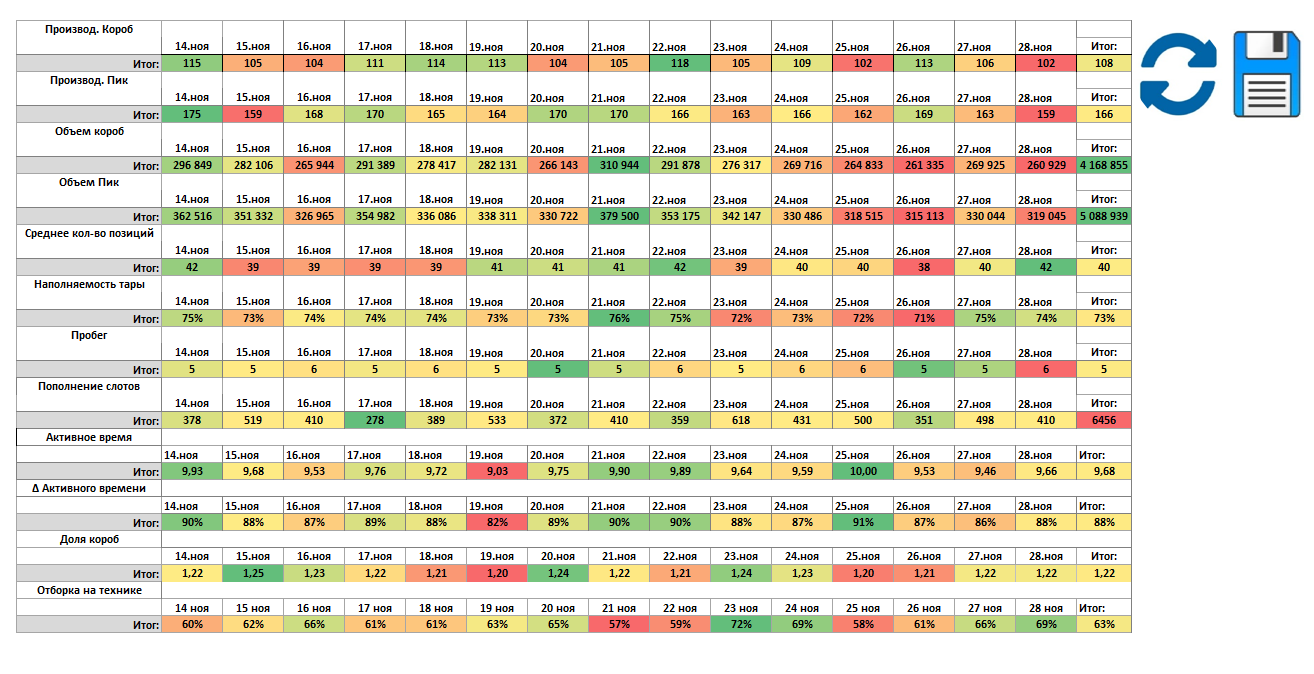 Производ. Короб
14.ноя 15.ноя 16.ноя 17.ноя 18.ноя 19.ноя 20.ноя 21.ноя 22.ноя 23.ноя 24.ноя 25.ноя 26.ноя 27.ноя 28.ноя Итог:
Итог: 115 105 104 111 114 113 104 105 118 105 109 102 113 106 102 108
Производ. Пик
14.ноя 15.ноя 16.ноя 17.ноя 18.ноя 19.ноя 20.ноя 21.ноя 22.ноя 23.ноя 24.ноя 25.ноя 26.ноя 27.ноя 28.ноя Итог:
Итог: 175 159 168 170 165 164 170 170 166 163 166 162 169 163 159 166
Объем короб
14.ноя 15.ноя 16.ноя 17.ноя 18.ноя 19.ноя 20.ноя 21.ноя 22.ноя 23.ноя 24.ноя 25.ноя 26.ноя 27.ноя 28.ноя Итог:
Итог: 296 849 282 106 265 944 291 389 278 417 282 131 266 143 310 944 291 878 276 317 269 716 264 833 261 335 269 925 260 929 4 168 855
Объем Пик
14.ноя 15.ноя 16.ноя 17.ноя 18.ноя 19.ноя 20.ноя 21.ноя 22.ноя 23.ноя 24.ноя 25.ноя 26.ноя 27.ноя 28.ноя Итог:
Итог: 362 516 351 332 326 965 354 982 336 086 338 311 330 722 379 500 353 175 342 147 330 486 318 515 315 113 330 044 319 045 5 088 939
Среднее кол-во позиций
14.ноя 15.ноя 16.ноя 17.ноя 18.ноя 19.ноя 20.ноя 21.ноя 22.ноя 23.ноя 24.ноя 25.ноя 26.ноя 27.ноя 28.ноя Итог:
Итог: 42 39 39 39 39 41 41 41 42 39 40 40 38 40 42 40
Наполняемость тары
14.ноя 15.ноя 16.ноя 17.ноя 18.ноя 19.ноя 20.ноя 21.ноя 22.ноя 23.ноя 24.ноя 25.ноя 26.ноя 27.ноя 28.ноя Итог:
Итог: 75% 73% 74% 74% 74% 73% 73% 76% 75% 72% 73% 72% 71% 75% 74% 73%
Пробег
14.ноя 15.ноя 16.ноя 17.ноя 18.ноя 19.ноя 20.ноя 21.ноя 22.ноя 23.ноя 24.ноя 25.ноя 26.ноя 27.ноя 28.ноя Итог:
Итог: 5 5 6 5 6 5 5 5 6 5 6 6 5 5 6 5
Пополнение слотов
14.ноя 15.ноя 16.ноя 17.ноя 18.ноя 19.ноя 20.ноя 21.ноя 22.ноя 23.ноя 24.ноя 25.ноя 26.ноя 27.ноя 28.ноя Итог:
Итог: 378 519 410 278 389 533 372 410 359 618 431 500 351 498 410 6456
Активное время
14.ноя 15.ноя 16.ноя 17.ноя 18.ноя 19.ноя 20.ноя 21.ноя 22.ноя 23.ноя 24.ноя 25.ноя 26.ноя 27.ноя 28.ноя Итог:
Итог: 9,93 9,68 9,53 9,76 9,72 9,03 9,75 9,90 9,89 9,64 9,59 10,00 9,53 9,46 9,66 9,68
Δ Активного времени
14.ноя 15.ноя 16.ноя 17.ноя 18.ноя 19.ноя 20.ноя 21.ноя 22.ноя 23.ноя 24.ноя 25.ноя 26.ноя 27.ноя 28.ноя Итог:
Итог: 90% 88% 87% 89% 88% 82% 89% 90% 90% 88% 87% 91% 87% 86% 88% 88%
Доля короб
14.ноя 15.ноя 16.ноя 17.ноя 18.ноя 19.ноя 20.ноя 21.ноя 22.ноя 23.ноя 24.ноя 25.ноя 26.ноя 27.ноя 28.ноя Итог:
Итог: 1,22 1,25 1,23 1,22 1,21 1,20 1,24 1,22 1,21 1,24 1,23 1,20 1,21 1,22 1,22 1,22
Отборка на технике
14 ноя 15 ноя 16 ноя 17 ноя 18 ноя 19 ноя 20 ноя 21 ноя 22 ноя 23 ноя 24 ноя 25 ноя 26 ноя 27 ноя 28 ноя Итог:
Итог: 60% 62% 66% 61% 61% 63% 65% 57% 59% 72% 69% 58% 61% 66% 69% 63%